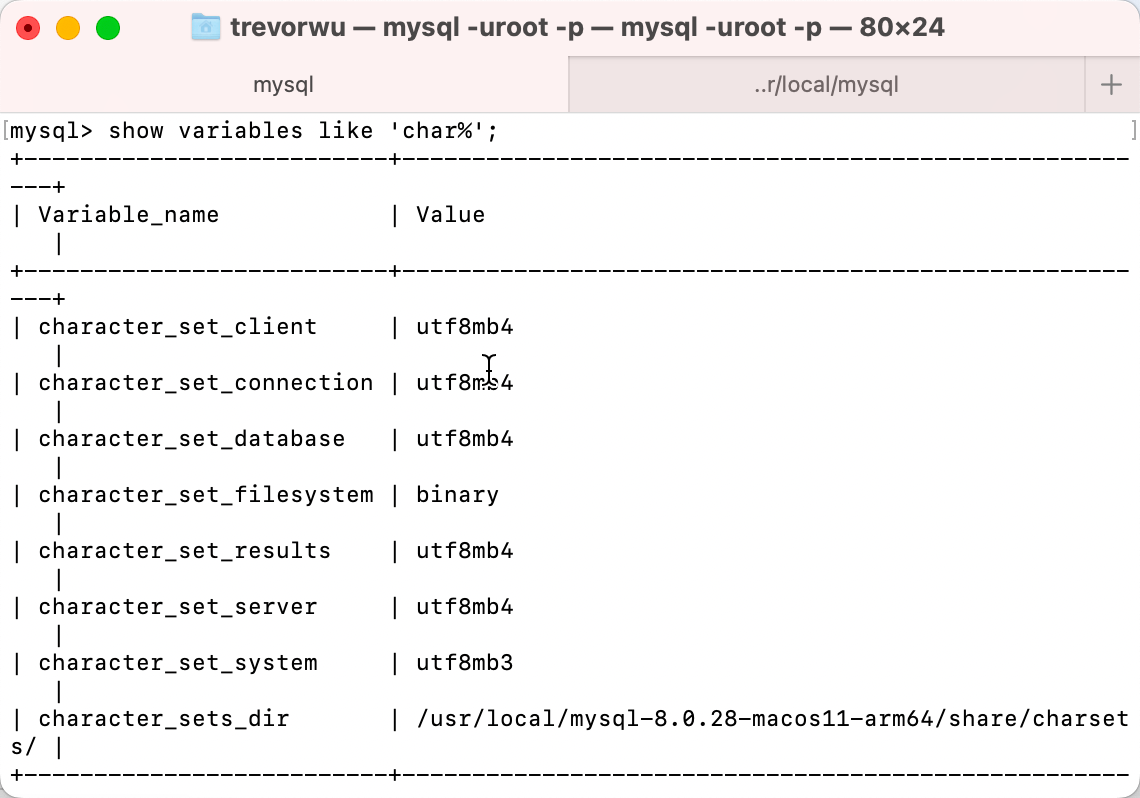 trevorwu — mysql -uroot -p — mysql -uroot -p — 80×24
mysql
..r/local/mysql
+
[mysql> show variables like 'char%'; ]
+--------------------------+----------------------------------------------------
---+
| Variable_name            | Value
   |
+--------------------------+----------------------------------------------------
---+
| character_set_client     | utf8mb4
   |
| character_set_connection | utf8mb4
   |
| character_set_database   | utf8mb4
   |
| character_set_filesystem | binary
   |
| character_set_results    | utf8mb4
   |
| character_set_server     | utf8mb4
   |
| character_set_system     | utf8mb3
   |
| character_sets_dir       | /usr/local/mysql-8.0.28-macos11-arm64/share/charset
s/ |
+--------------------------+----------------------------------------------------